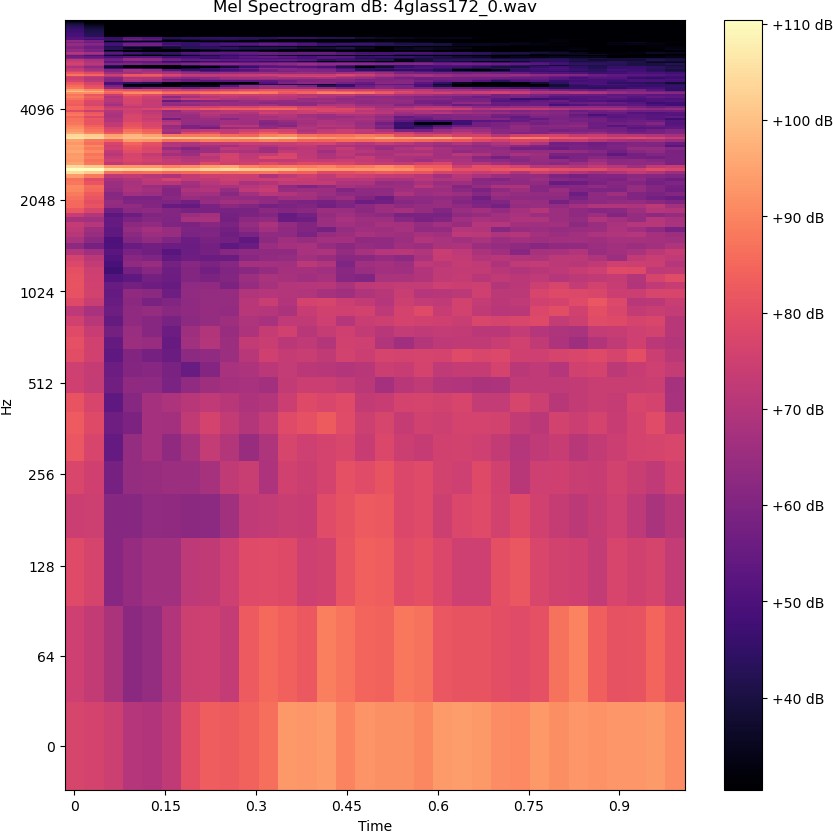 Mel Spectrogram dB: 4glass172_0.wav
+110 dB
+100 dB
+90 dB
+80 dB
+70 dB
+60 dB
+50 dB
+40 dB
Hz
4096
2048
1024
512
256
128
64
0
0 0.15 0.3 0.45 0.6 0.75 0.9
Time